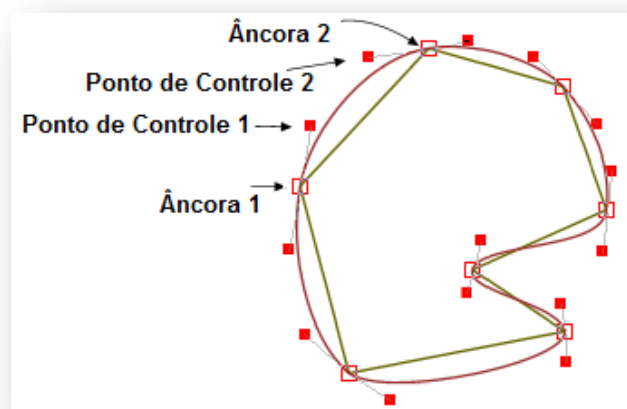 Âncora 2
Ponto de Controle 2
Ponto de Controle 1
Âncora 1